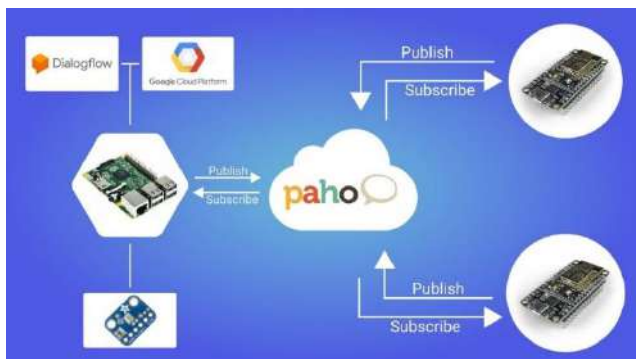 Dialogflow
Google Cloud Platform
Publish
Subscribe
Publish
Subscribe
paho
Publish
Subscribe